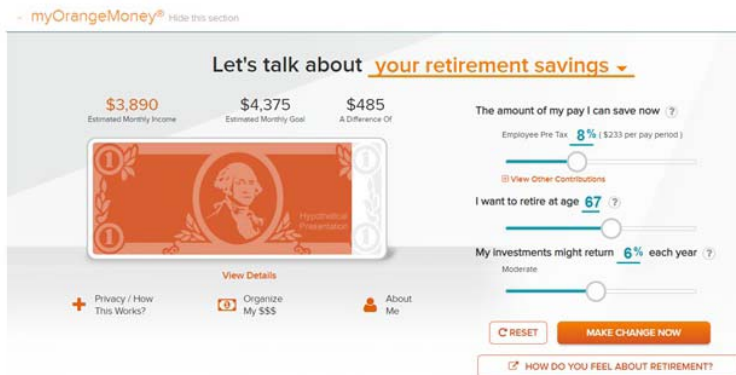 - myOrangeMoney® Hide this section
Let's talk about your retirement savings
$3,890 $4,375 $485
Estimated Monthly Income Estimated Monthly Goal A Difference Of
1 1
Hypothetical
Presentation
1 1
View Details
Privacy / How
This Works?
Organize
My $$$
About
Me
The amount of my pay I can save now ?
Employee Pre Tax 8% ( $233 per pay period )
View Other Contributions
I want to retire at age 67 ?
My investments might return 6% each year ?
Moderate
RESET MAKE CHANGE NOW
HOW DO YOU FEEL ABOUT RETIREMENT?